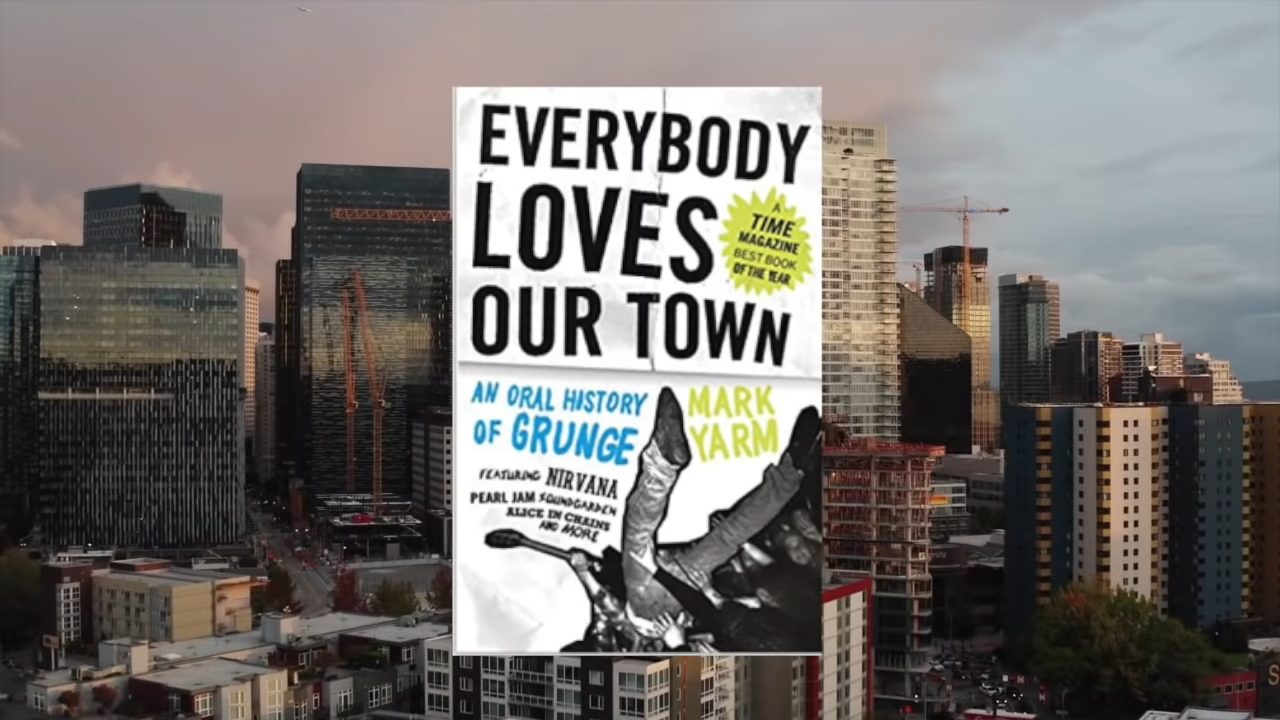 EVERYBODY
LOVES
OUR TOWN
A
TIME
MAGAZINE
BEST BOOK
OF THE YEAR
AN ORAL HISTORY
OF GRUNGE
MARK
YARM
FEATURING NIRVANA
PEARL JAM SOUNDGARDEN
ALICE IN CHAINS
AND MORE